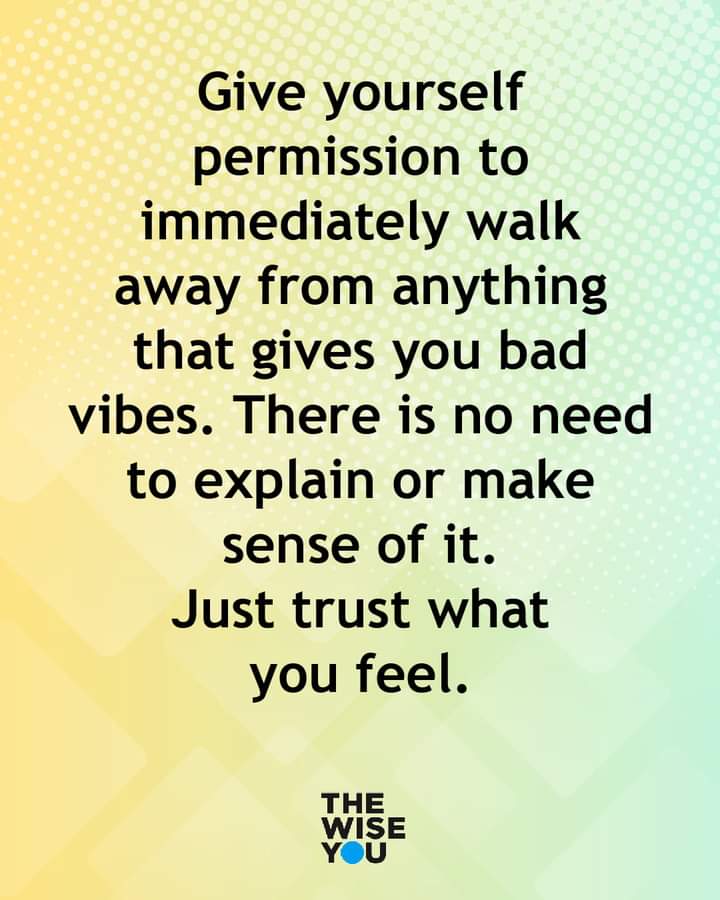 Give yourself
permission to
immediately walk
away from anything
that gives you bad
vibes. There is no need
to explain or make
sense of it.
Just trust what
you feel.
THE
WISE
YOU